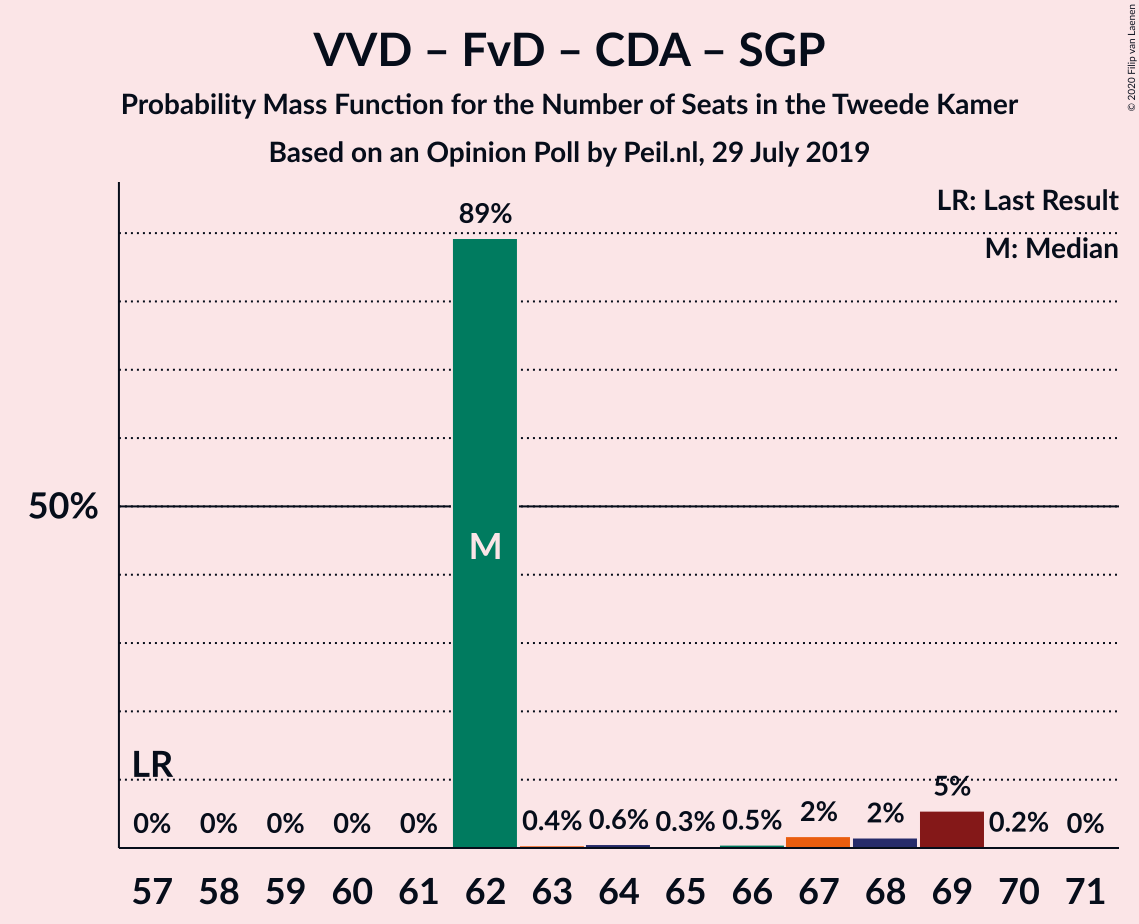 VVD – FvD – CDA – SGP
Probability Mass Function for the Number of Seats in the Tweede Kamer
Based on an Opinion Poll by Peil.nl, 29 July 2019
© 2020 Filip van Laenen
LR: Last Result
M: Median
89%
50%
M
LR
0% 0% 0% 0% 0% 0.4% 0.6% 0.3% 0.5% 2% 2% 5% 0.2% 0%
57 58 59 60 61 62 63 64 65 66 67 68 69 70 71